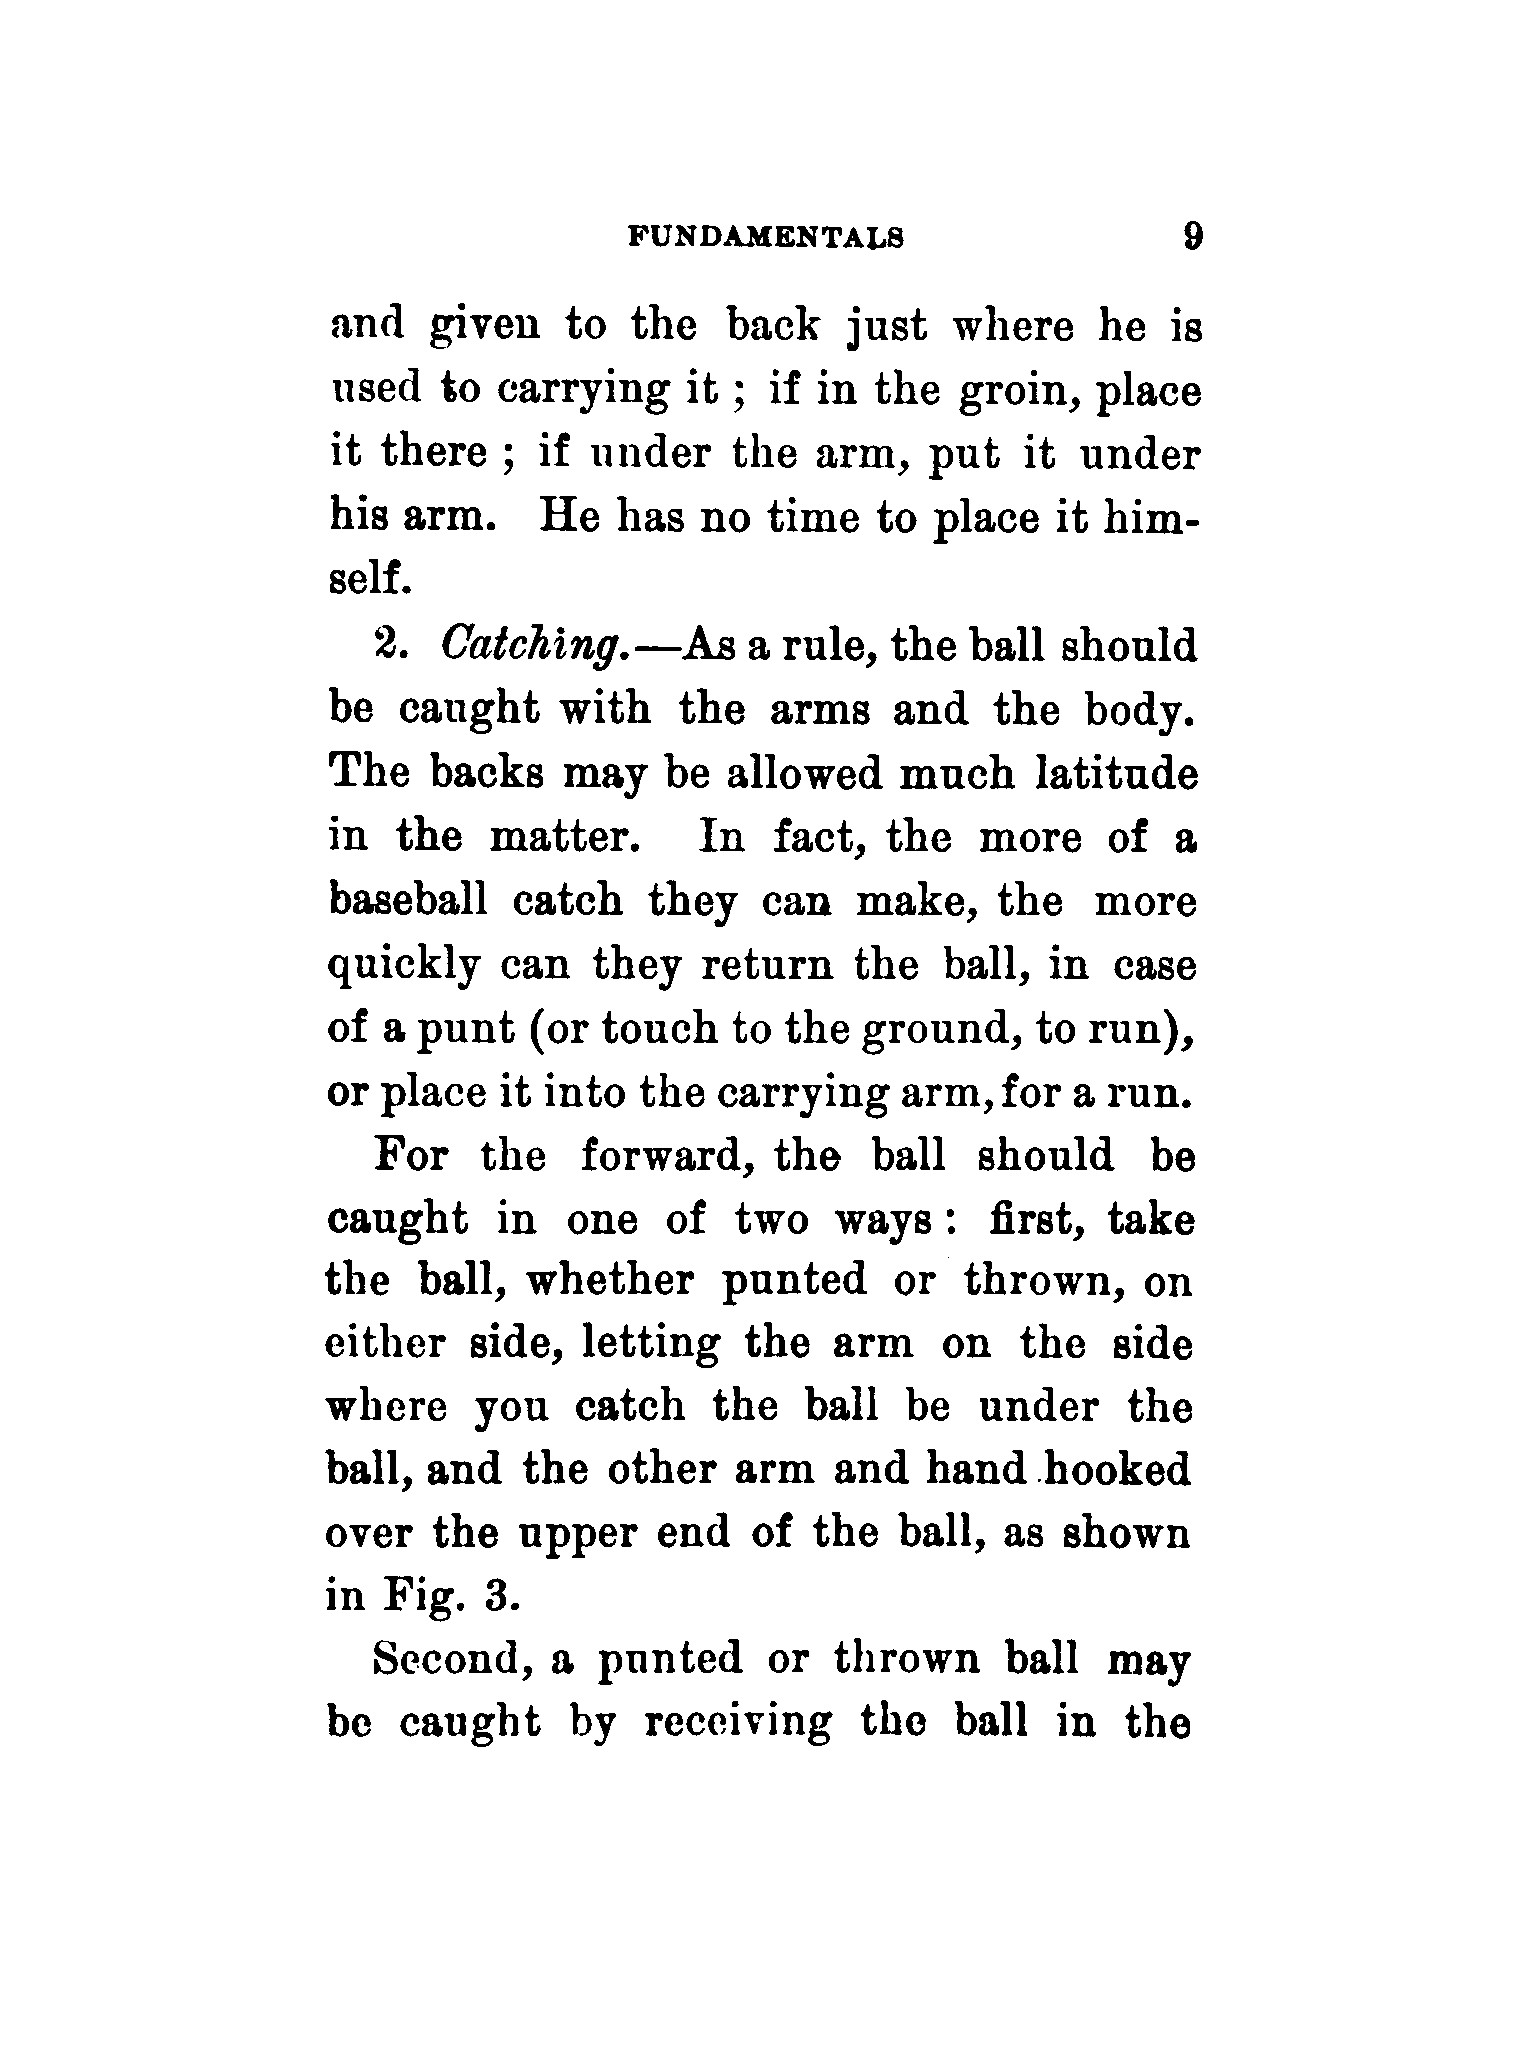 FUNDAMENTALS 9
and given to the back just where he is
used to carrying it ; if in the groin, place
it there ; if under the arm, put it under
his arm. He has no time to place it him-
self.
2. Catching.—As a rule, the ball should
be caught with the arms and the body.
The backs may be allowed much latitude
in the matter. In fact, the more of a
baseball catch they can make, the more
quickly can they return the ball, in case
of a punt (or touch to the ground, to run),
or place it into the carrying arm, for a run.
For the forward, the ball should be
caught in one of two ways : first, take
the ball, whether punted or thrown, on
either side, letting the arm on the side
where you catch the ball be under the
ball, and the other arm and hand hooked
over the upper end of the ball, as shown
in Fig. 3.
Second, a punted or thrown ball may
be caught by receiving the ball in the